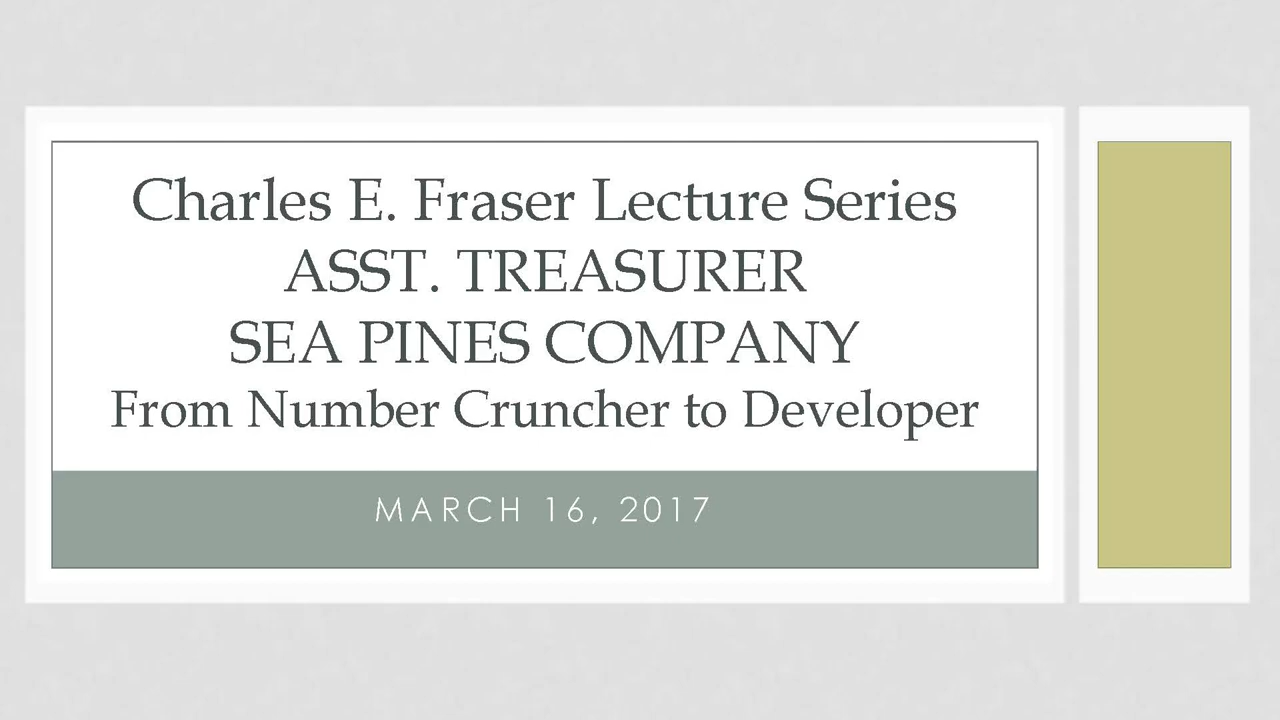 Charles E. Fraser Lecture Series
ASST. TREASURER
SEA PINES COMPANY
From Number Cruncher to Developer
MARCH 16, 2017